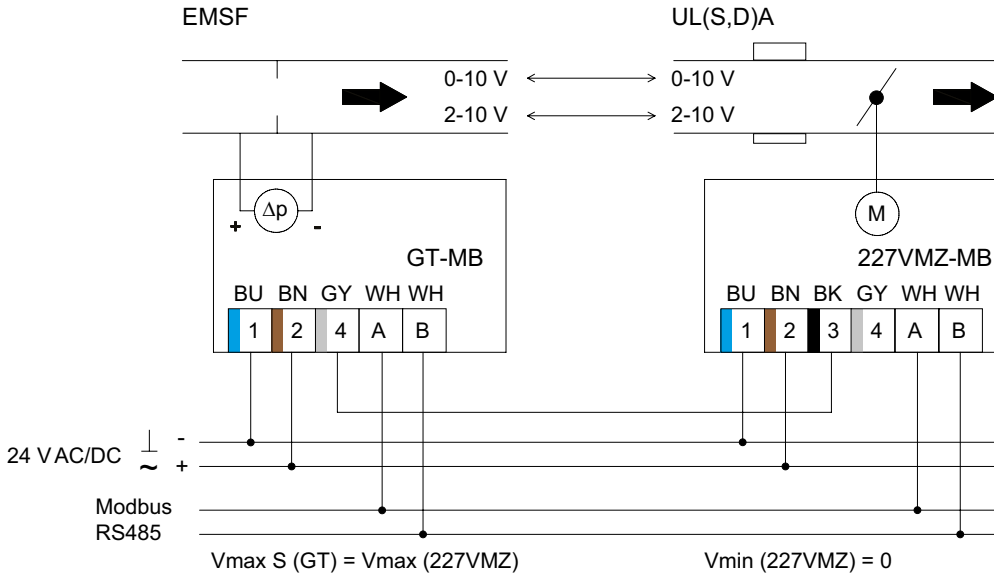 EMSF
UL(S,D)A
0-10 V
0-10 V
2-10 V
2-10 V
Δp
+
-
M
GT-MB
227VMZ-MB
BU BN GY WH WH
BU BN BK GY WH WH
1 2 4 A B
1 2 3 4 A B
24 V AC/DC
⊥ -
~ +
Modbus
RS485
Vmax S (GT) = Vmax (227VMZ)
Vmin (227VMZ) = 0